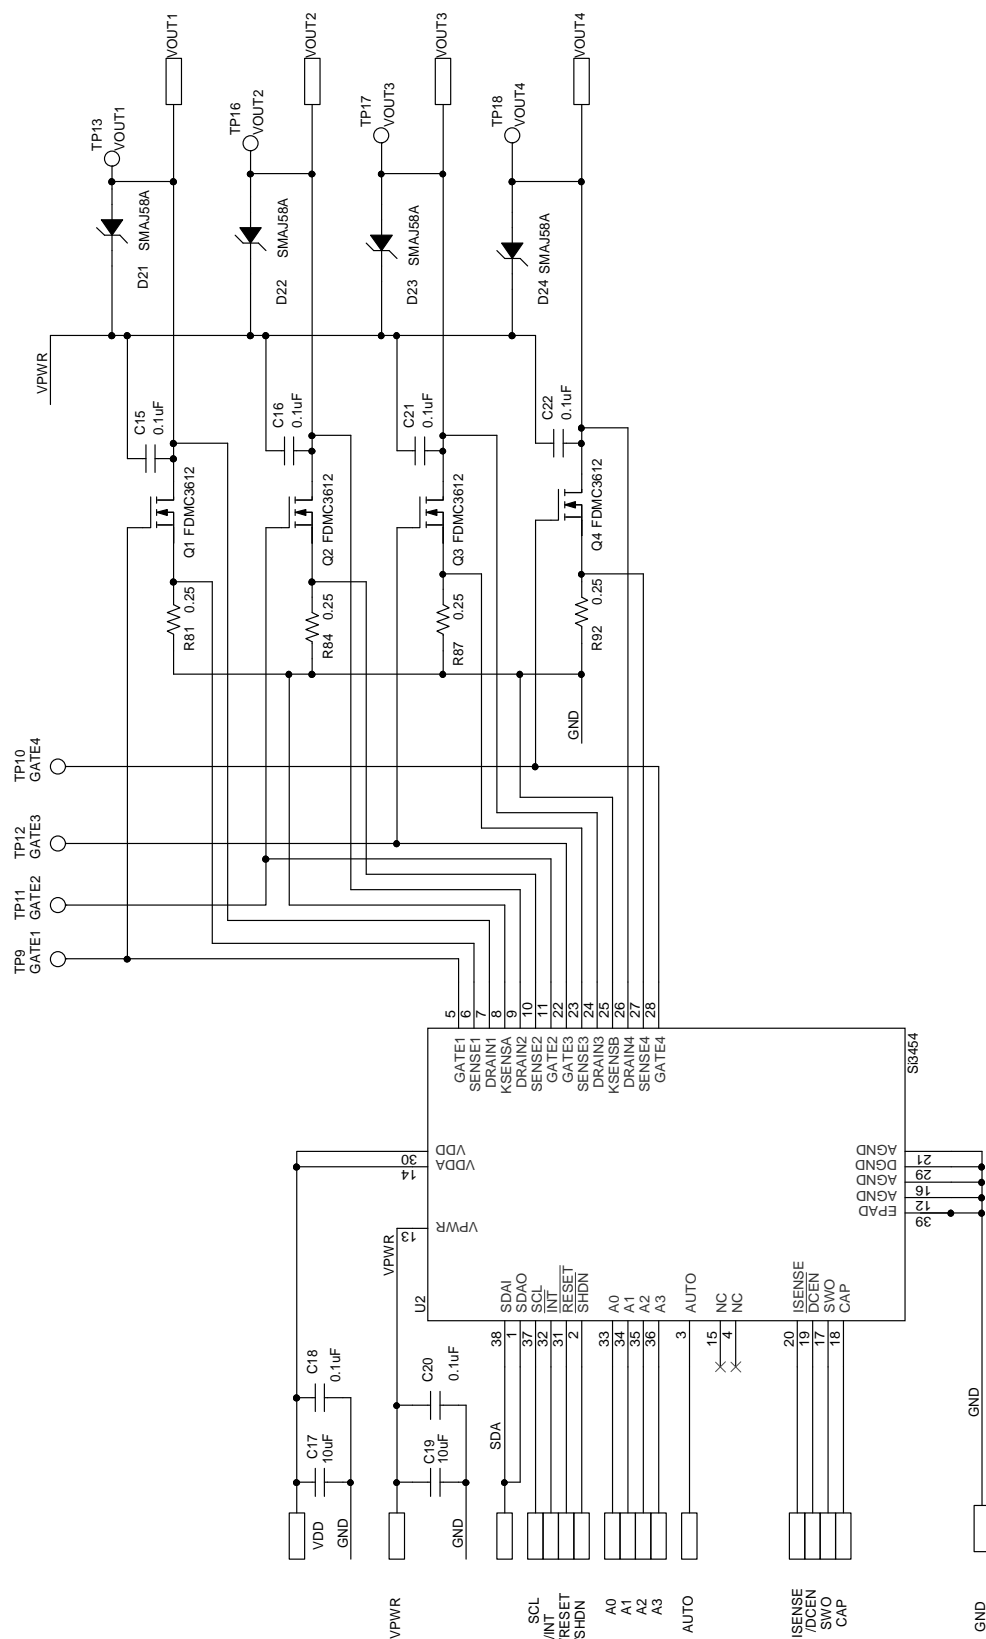 VOUT1
VOUT2
VOUT3
VOUT4
TP13
VOUT1
TP16
VOUT2
TP17
VOUT3
TP18
VOUT4
D21 SMAJ58A
D22 SMAJ58A
D23 SMAJ58A
D24 SMAJ58A
VPWR
C15
0.1uF
C16
0.1uF
C21
0.1uF
C22
0.1uF
Q1 FDMC3612
Q2 FDMC3612
Q3 FDMC3612
Q4 FDMC3612
R81 0.25
R84 0.25
R87 0.25
R92 0.25
GND
TP10
GATE4
TP12
GATE3
TP11
GATE2
TP9
GATE1
5 GATE1
6 SENSE1
7 DRAIN1
8 KSENSA
9 DRAIN2
10 SENSE2
11 GATE2
22 GATE3
23 SENSE3
24 DRAIN3
25 KSENSB
26 DRAIN4
27 SENSE4
28 GATE4
Si3454
U2
VDD 30
VDDA 14
VPWR 13
VPWR
AGND 21
DGND 29
AGND 16
AGND 12
EPAD 39
38 SDAI
1 SDAO
37 SCL
32 INT
31 RESET
2 SHDN
33 A0
34 A1
35 A2
36 A3
3 AUTO
15 NC
4 NC
20 ISENSE
19 DCEN
17 SWO
18 CAP
C18
0.1uF
C17
10uF
C20
0.1uF
C19
10uF
SDA
VDD
GND
VPWR
GND
SCL
/INT
/RESET
/SHDN
A0
A1
A2
A3
AUTO
ISENSE
/DCEN
SWO
CAP
GND
GND